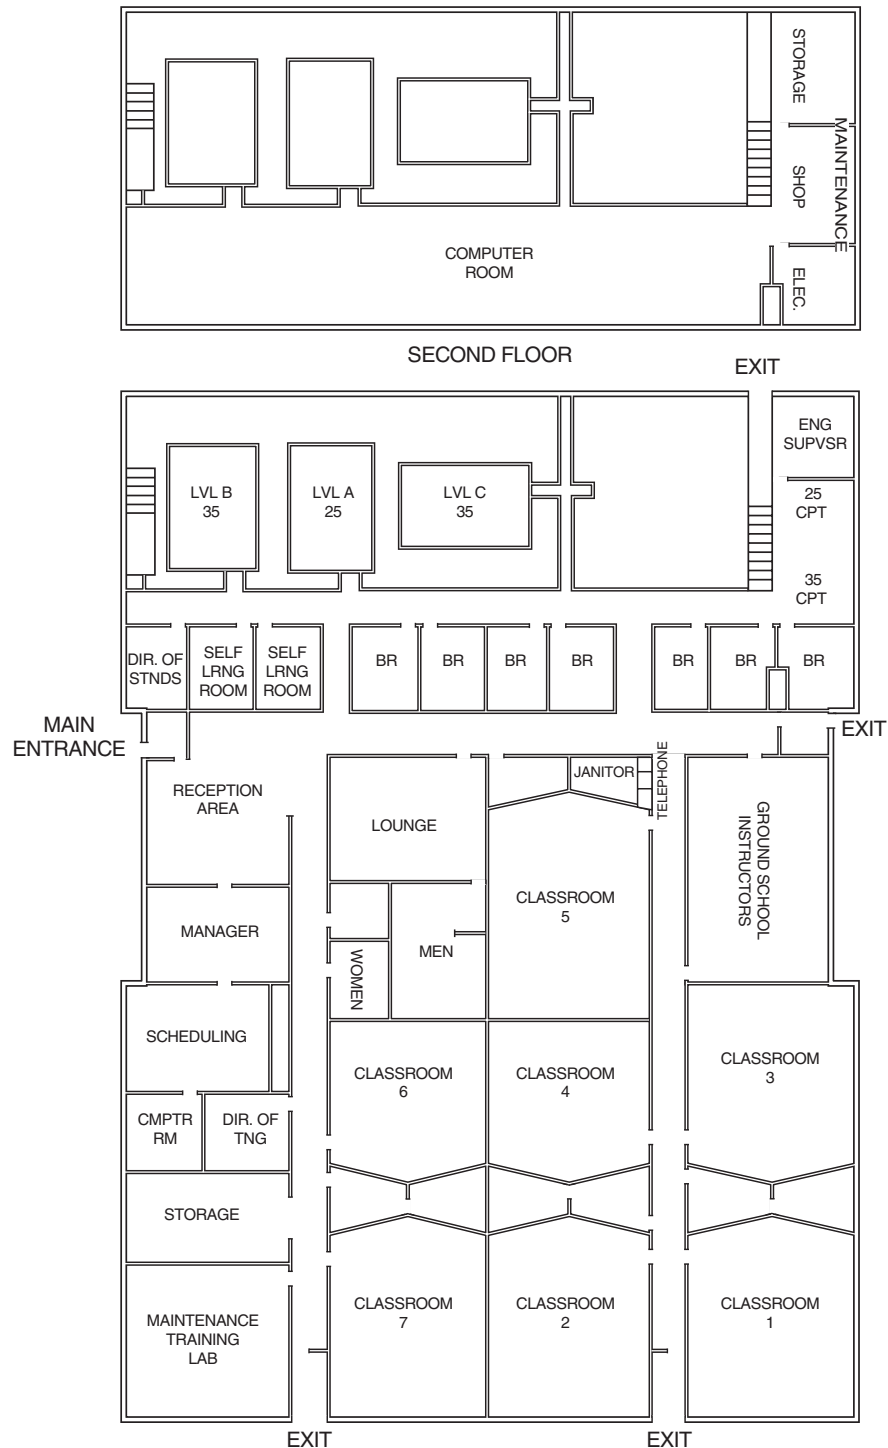 STORAGE
MAINTENANCE
SHOP
COMPUTER
ROOM
ELEC.
SECOND FLOOR
EXIT
ENG
SUPVSR
LVL B
35
LVL A
25
LVL C
35
25
CPT
35
CPT
DIR. OF
STNDS
SELF
LRNG
ROOM
SELF
LRNG
ROOM
BR
BR
BR
BR
BR
BR
BR
MAIN
ENTRANCE
EXIT
RECEPTION
AREA
LOUNGE
JANITOR
TELEPHONE
GROUND SCHOOL
INSTRUCTORS
CLASSROOM
5
MANAGER
MEN
WOMEN
SCHEDULING
CLASSROOM
6
CLASSROOM
4
CLASSROOM
3
CMPTR
RM
DIR. OF
TNG
STORAGE
MAINTENANCE
TRAINING
LAB
CLASSROOM
7
CLASSROOM
2
CLASSROOM
1
EXIT
EXIT